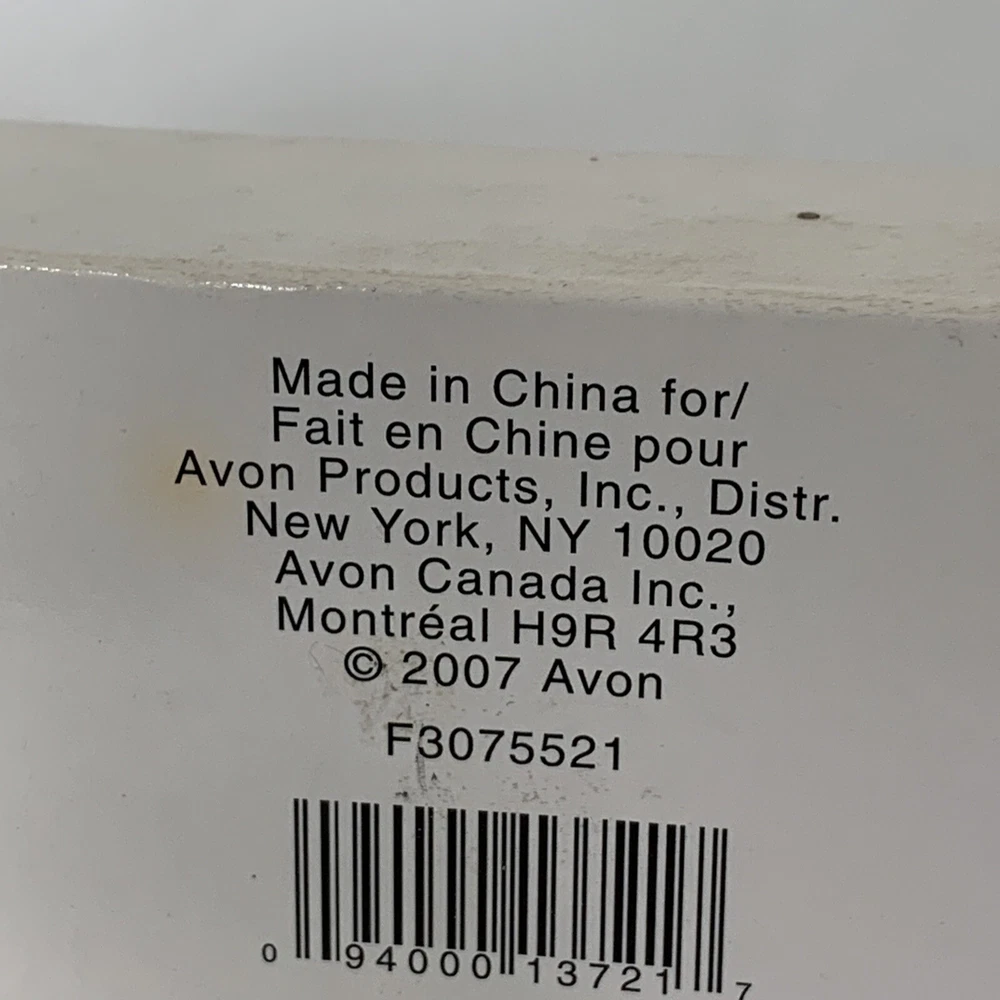 Made in China for/
Fait en Chine pour
Avon Products, Inc., Distr.
New York, NY 10020
Avon Canada Inc.,
Montréal H9R 4R3
© 2007 Avon
F3075521
0 94000 13721 7